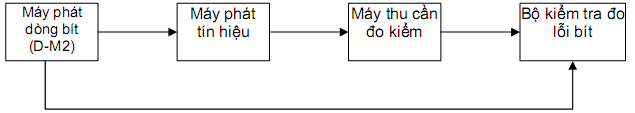 Máy phát
dòng bít
(D-M2)
Máy phát
tín hiệu
Máy thu cần
đo kiểm
Bộ kiểm tra đo
lỗi bít